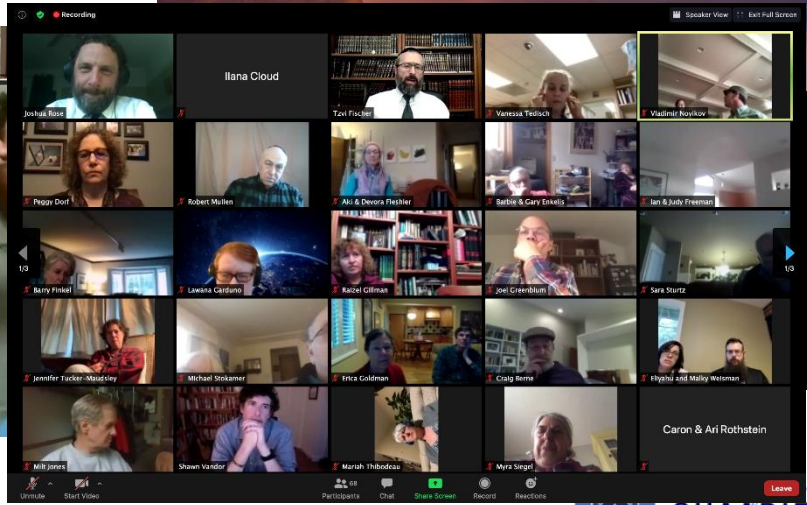 Recording
Speaker View
Exit Full Screen
Joshua Rose
Ilana Cloud
Tzvi Fischer
Vanessa Tedisch
Vladimir Novikov
Peggy Dorf
Robert Mullen
Aki & Devora Fleshler
Barbie & Gary Enkelis
Ian & Judy Freeman
1/3
1/3
Barry Finkel
Lawana Garduno
Raizel Gillman
Joel Greenblum
Sara Sturtz
Jennifer Tucker-Maudsley
Michael Stokamer
Erica Goldman
Craig Berne
Eliyahu and Malky Weisman
Milt Jones
Shawn Vandor
Mariah Thibodeau
Myra Siegel
Caron & Ari Rothstein
Unmute
Start Video
68
Participants
Chat
Share Screen
Record
Reactions
Leave